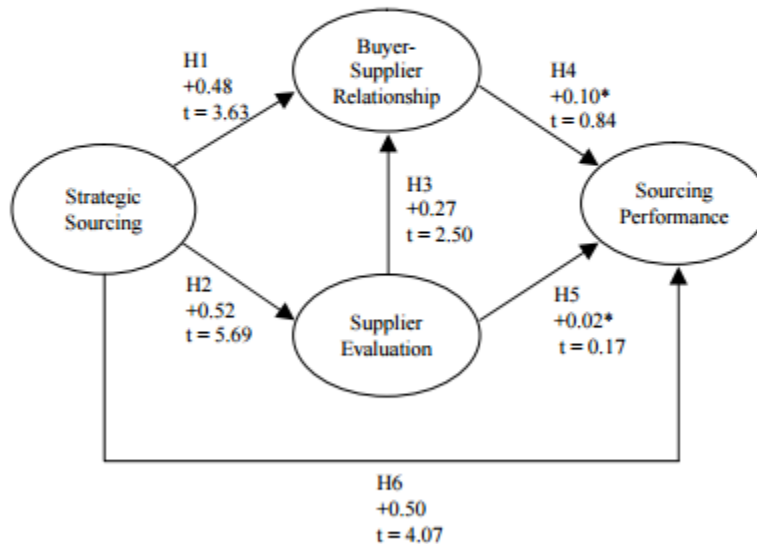 Buyer-
Supplier
Relationship
H1
+0.48
t = 3.63
H4
+0.10*
t = 0.84
Strategic
Sourcing
H3
+0.27
t = 2.50
Sourcing
Performance
H2
+0.52
t = 5.69
Supplier
Evaluation
H5
+0.02*
t = 0.17
H6
+0.50
t = 4.07